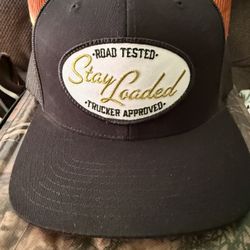 ROAD TESTED
Stay
Loaded
TRUCKER APPROVED